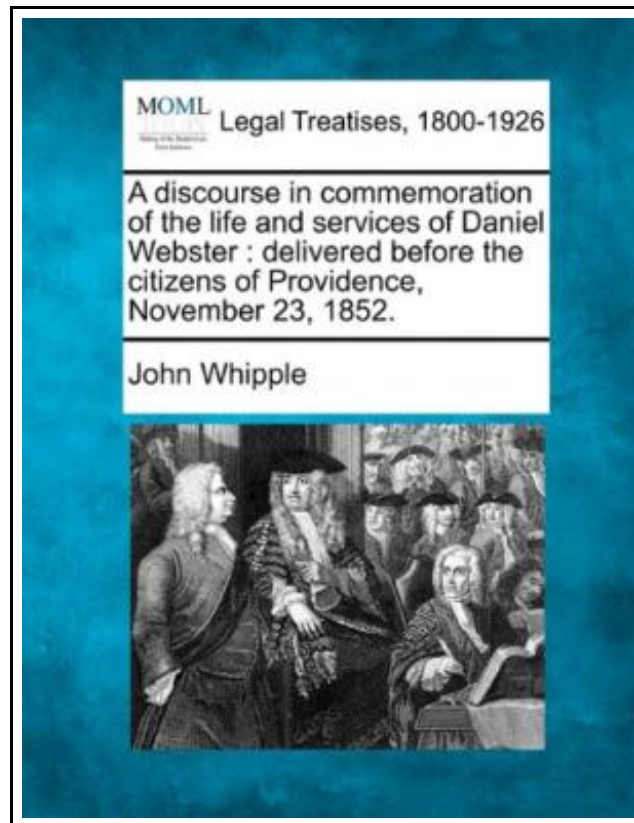 MOML
Legal Treatises, 1800-1926
A discourse in commemoration
of the life and services of Daniel
Webster : delivered before the
citizens of Providence,
November 23, 1852.
John Whipple